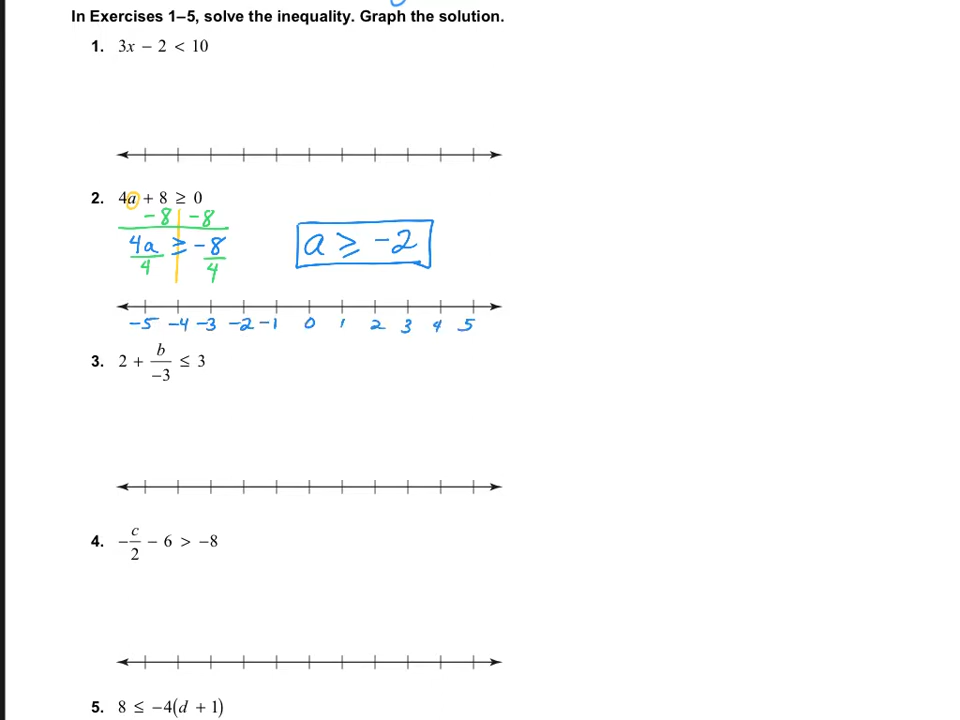 In Exercises 1–5, solve the inequality. Graph the solution.
1. 3x − 2 < 10
2. 4a + 8 ≥ 0
−8 | −8
4a ≥ −8
4 4
a ≥ −2
−5 −4 −3 −2 −1 0 1 2 3 4 5
3. 2 + b/−3 ≤ 3
4. −c/2 − 6 > −8
5. 8 ≤ −4(d + 1)